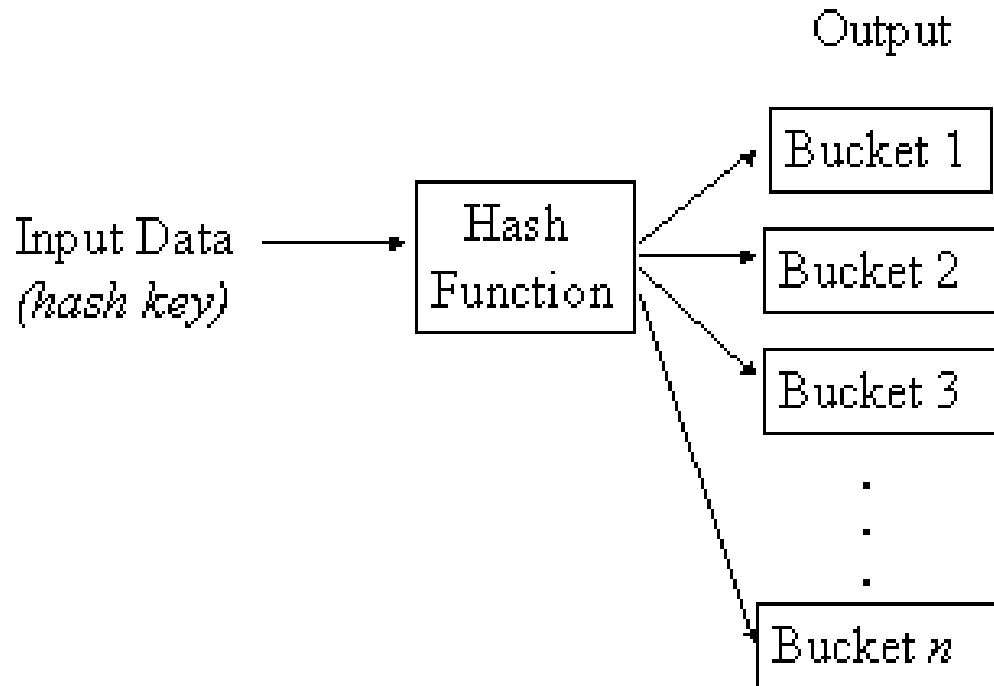 Output
Input Data
(hash key)
Hash
Function
Bucket 1
Bucket 2
Bucket 3
.
.
.
Bucket n